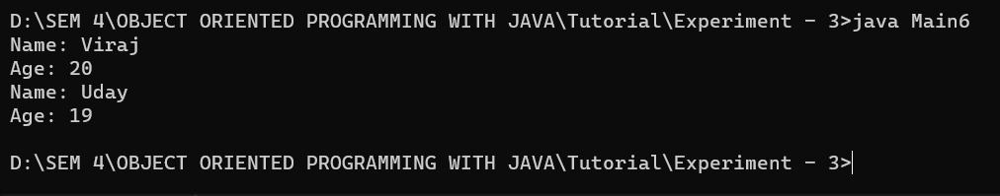 D:\SEM 4\OBJECT ORIENTED PROGRAMMING WITH JAVA\Tutorial\Experiment - 3>java Main6
Name: Viraj
Age: 20
Name: Uday
Age: 19
D:\SEM 4\OBJECT ORIENTED PROGRAMMING WITH JAVA\Tutorial\Experiment - 3>